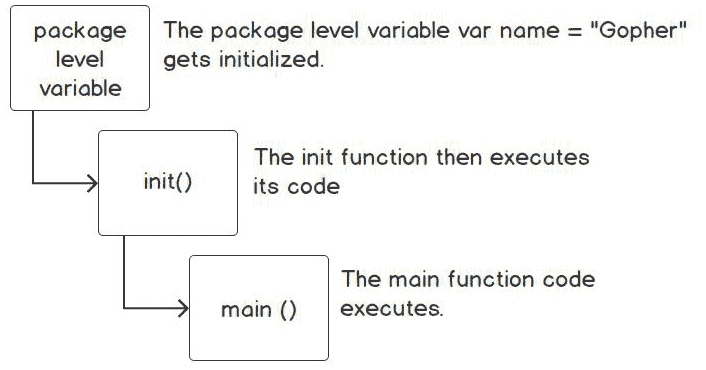 package
level
variable
The package level variable var name = "Gopher"
gets initialized.
init()
The init function then executes
its code
main ()
The main function code
executes.